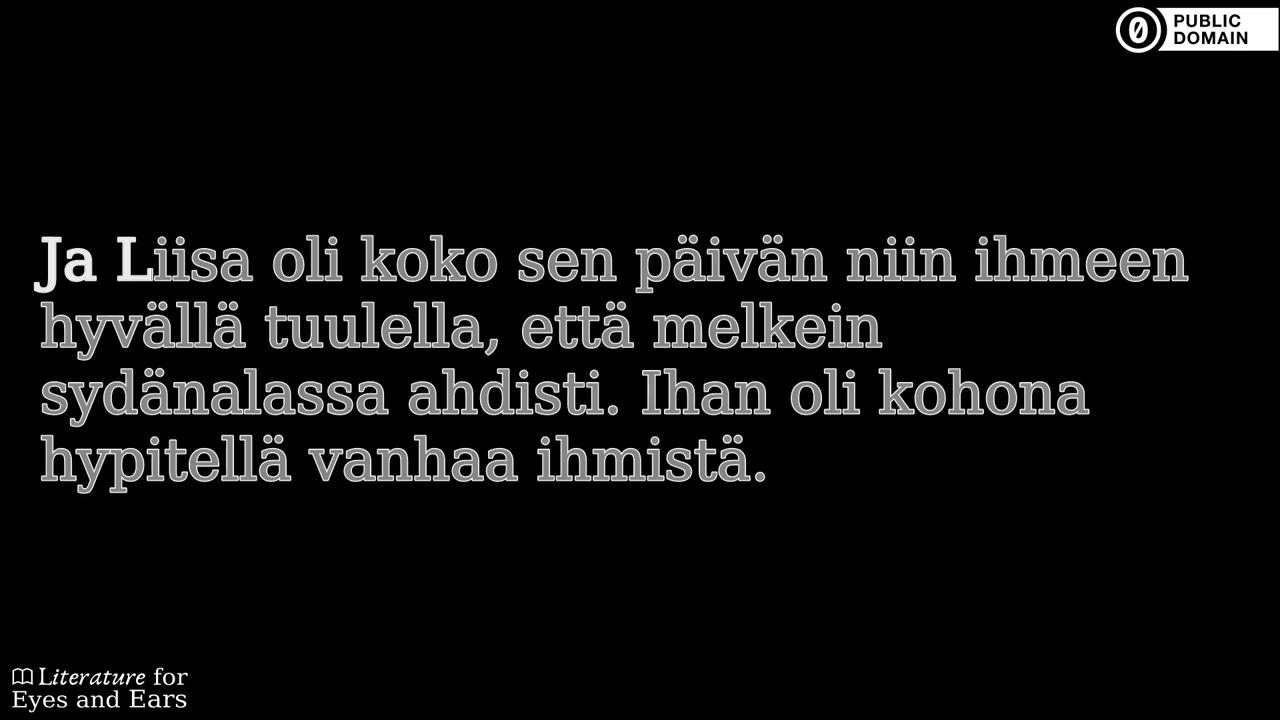 PUBLIC
DOMAIN
Ja Liisa oli koko sen päivän niin ihmeen
hyvällä tuulella, että melkein
sydänalassa ahdisti. Ihan oli kohona
hypitellä vanhaa ihmistä.
Literature for
Eyes and Ears